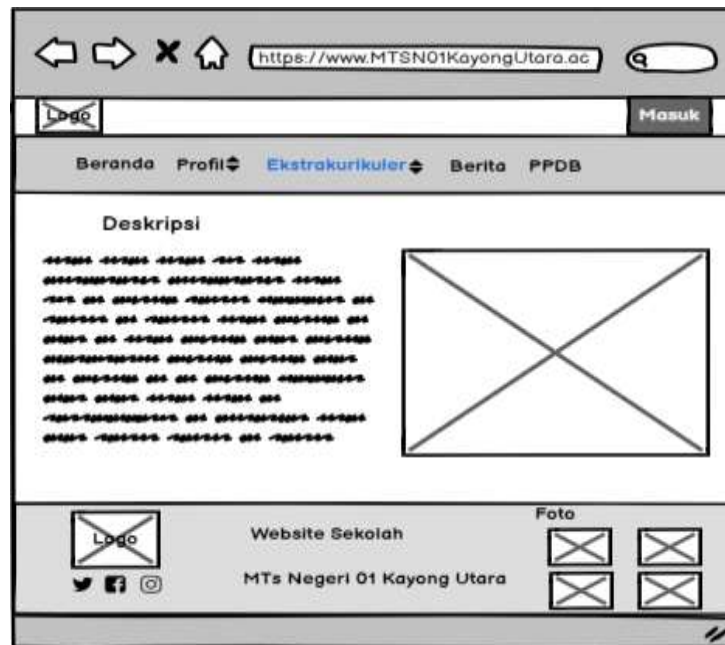 https://www.MTSN01KayongUtara.ac
Logo
Masuk
Beranda Profil Ekstrakurikuler Berita PPDB
Deskripsi
Foto
Logo
Website Sekolah
MTs Negeri 01 Kayong Utara